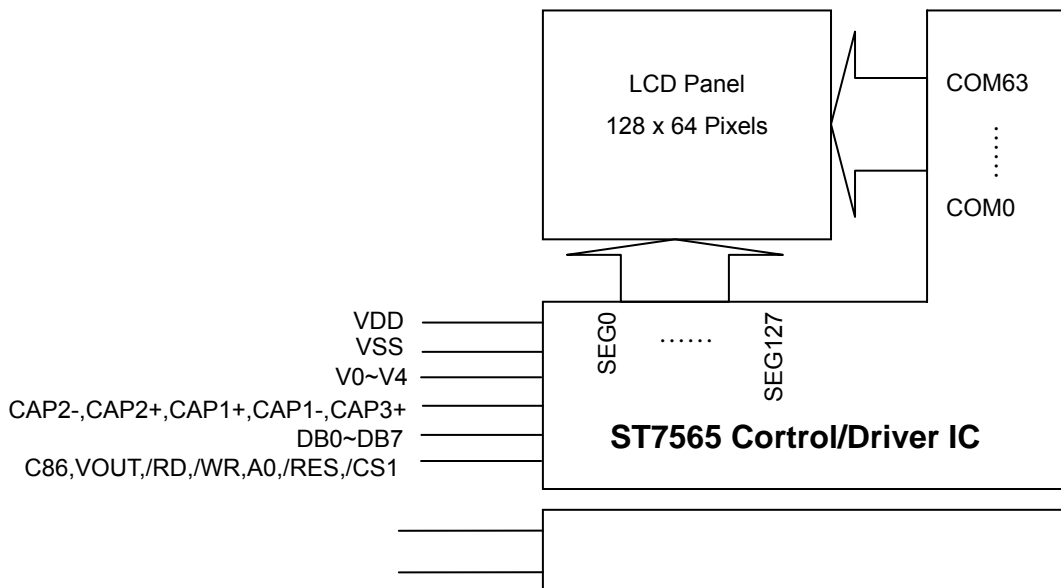 LCD Panel
128 x 64 Pixels
COM63
......
COM0
SEG0
......
SEG127
VDD
VSS
V0~V4
CAP2-,CAP2+,CAP1+,CAP1-,CAP3+
DB0~DB7
C86,VOUT,/RD,/WR,A0,/RES,/CS1
ST7565 Cortrol/Driver IC